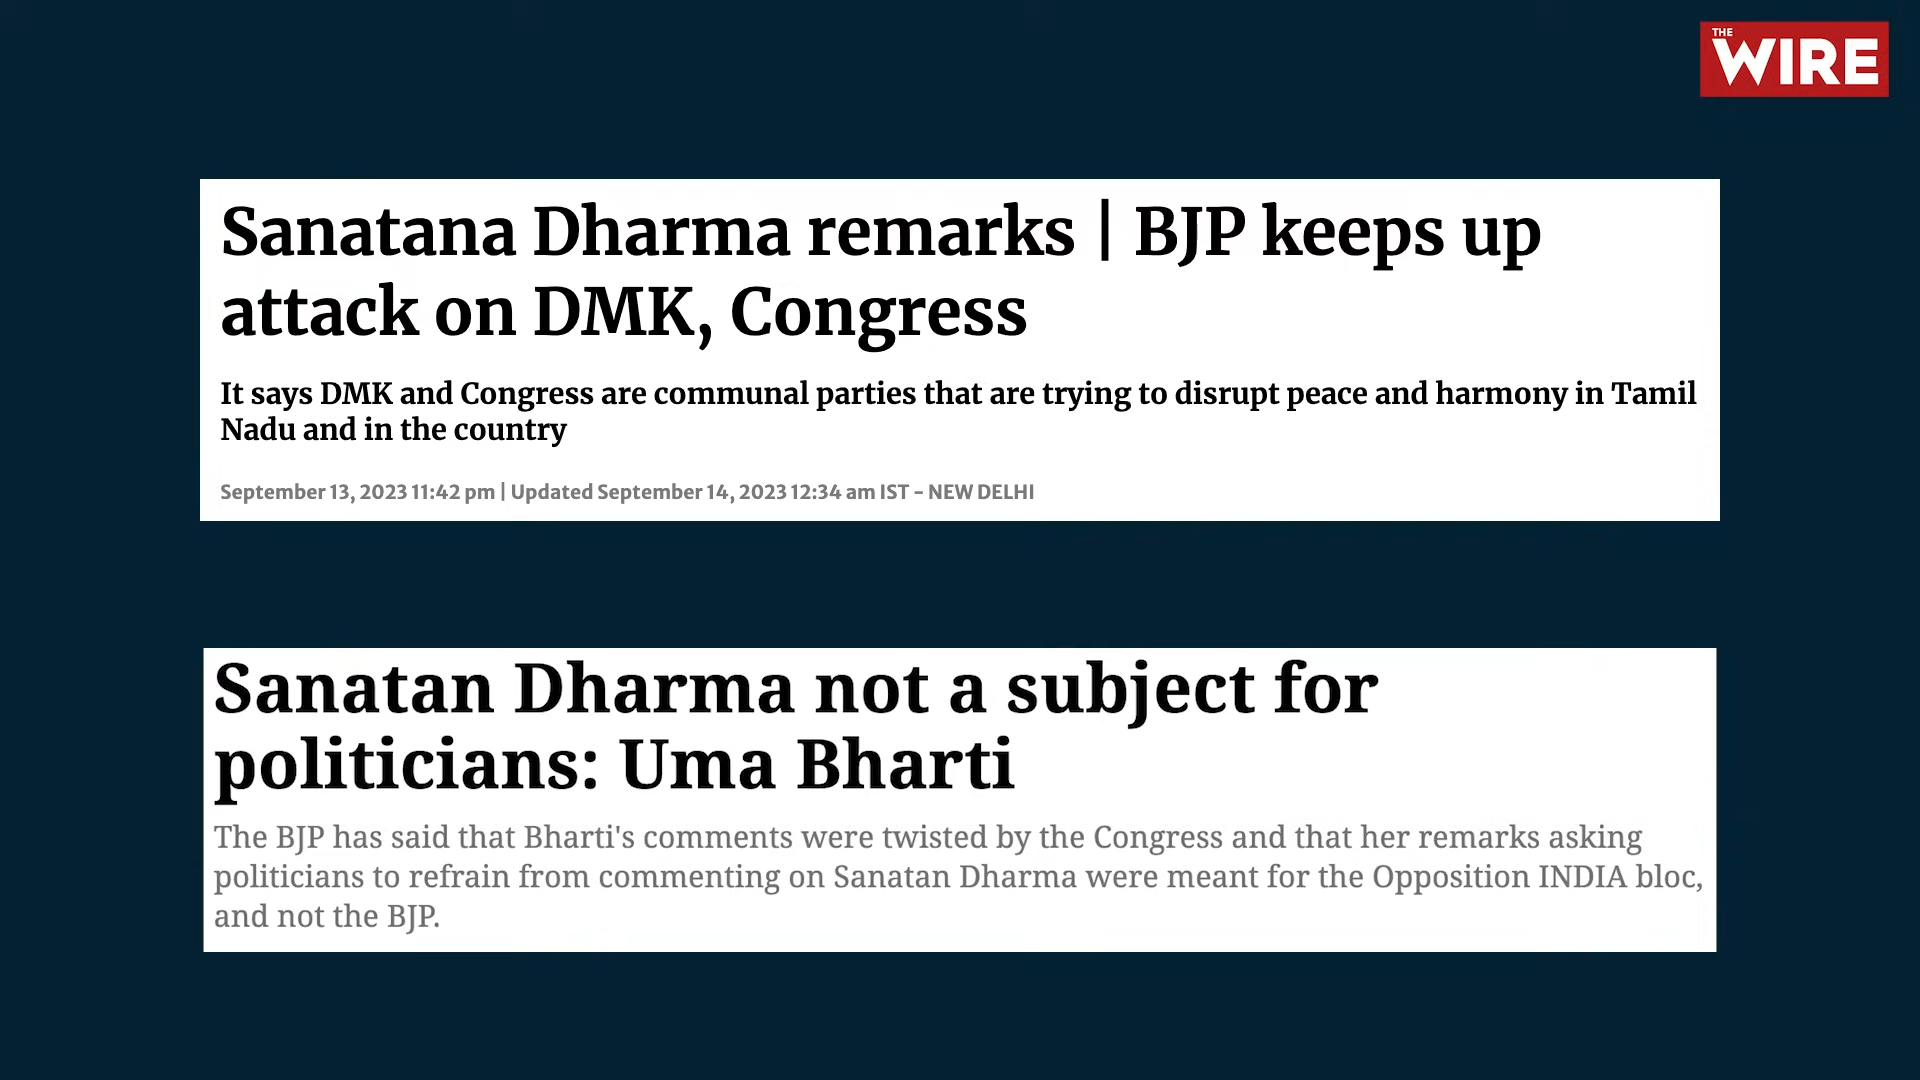 THE
WIRE
Sanatana Dharma remarks | BJP keeps up
attack on DMK, Congress
It says DMK and Congress are communal parties that are trying to disrupt peace and harmony in Tamil
Nadu and in the country
September 13, 2023 11:42 pm | Updated September 14, 2023 12:34 am IST - NEW DELHI
Sanatan Dharma not a subject for
politicians: Uma Bharti
The BJP has said that Bharti's comments were twisted by the Congress and that her remarks asking
politicians to refrain from commenting on Sanatan Dharma were meant for the Opposition INDIA bloc,
and not the BJP.